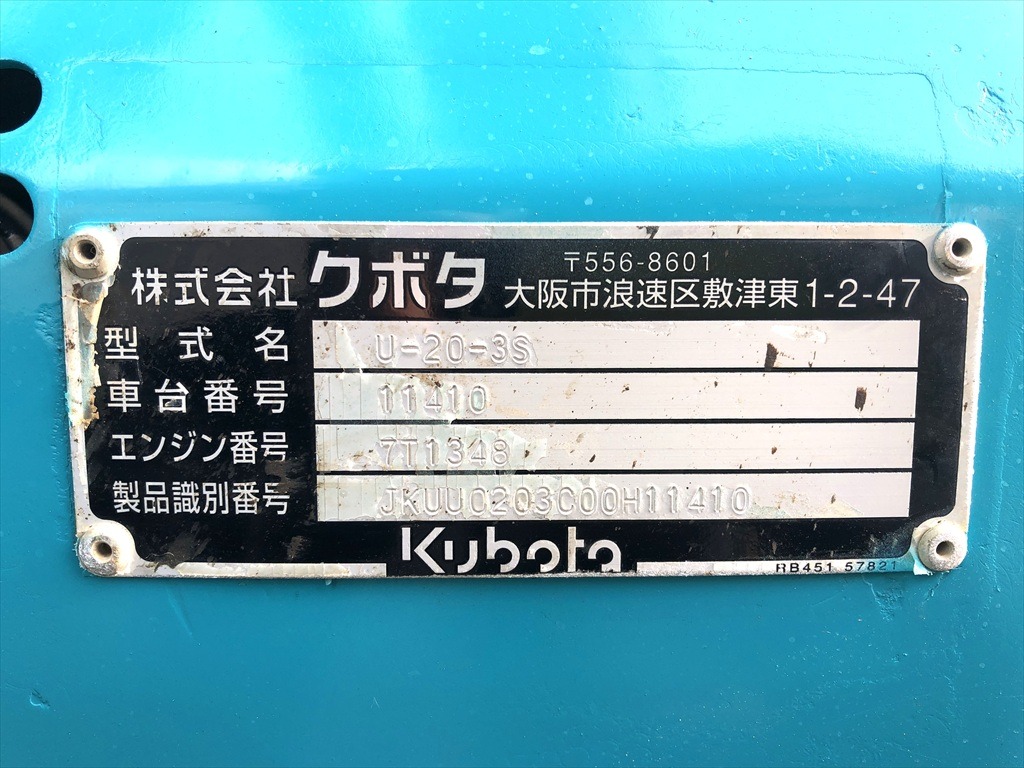 株式会社クボタ 〒556-8601
大阪市浪速区敷津東1-2-47
型式名 U-20-3S
車台番号 11410
エンジン番号 7T1348
製品識別番号 JKUU0203C00H11410
Kubota
RB451 57821